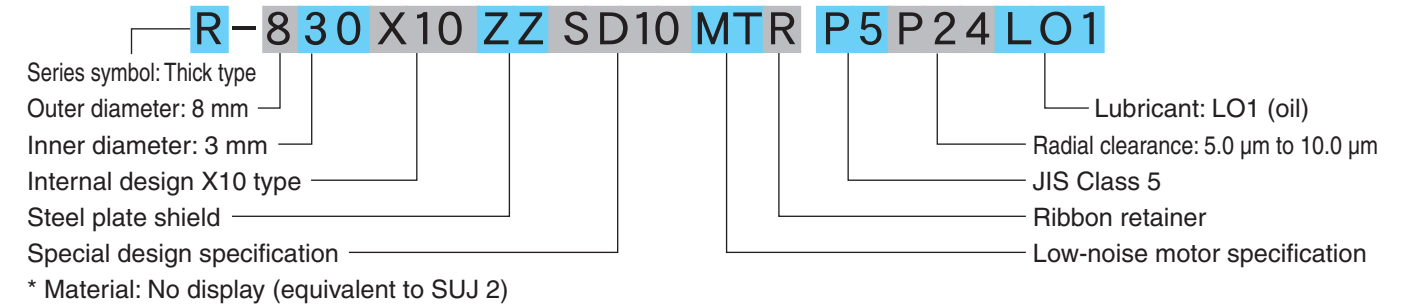 R-830X10ZZSD10MTR P5P24LO1
Series symbol: Thick type
Outer diameter: 8 mm
Lubricant: LO1 (oil)
Inner diameter: 3 mm
Radial clearance: 5.0 μm to 10.0 μm
Internal design X10 type
JIS Class 5
Steel plate shield
Ribbon retainer
Special design specification
Low-noise motor specification
* Material: No display (equivalent to SUJ 2)